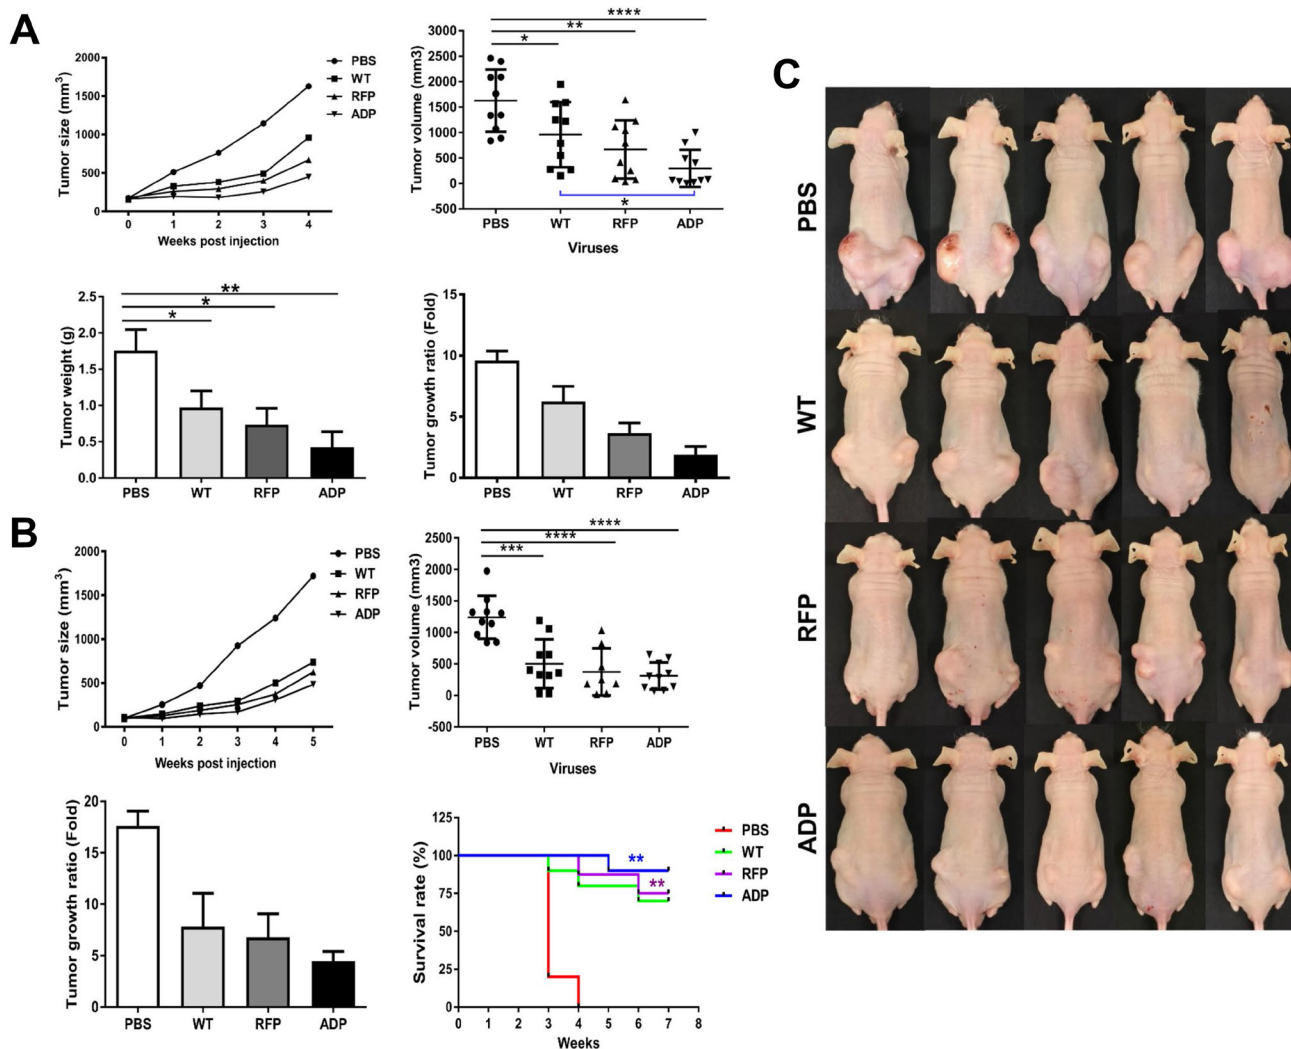 A
Tumor size (mm3)
2000
1500
1000
500
0
0 1 2 3 4
Weeks post injection
PBS
WT
RFP
ADP
Tumor volume (mm3)
****
**
*
3000
2500
2000
1500
1000
500
0
-500
*
PBS WT RFP ADP
Viruses
Tumor weight (g)
**
*
*
2.5
2.0
1.5
1.0
0.5
0.0
PBS WT RFP ADP
Tumor growth ratio (Fold)
15
10
5
0
PBS WT RFP ADP
B
Tumor size (mm3)
2000
1500
1000
500
0
0 1 2 3 4 5
Weeks post injection
PBS
WT
RFP
ADP
Tumor volume (mm3)
****
****
***
2500
2000
1500
1000
500
0
-500
PBS WT RFP ADP
Viruses
Tumor growth ratio (Fold)
20
15
10
5
0
PBS WT RFP ADP
Survival rate (%)
125
100
75
50
25
0
**
**
0 1 2 3 4 5 6 7 8
Weeks
PBS
WT
RFP
ADP
C
PBS
WT
RFP
ADP